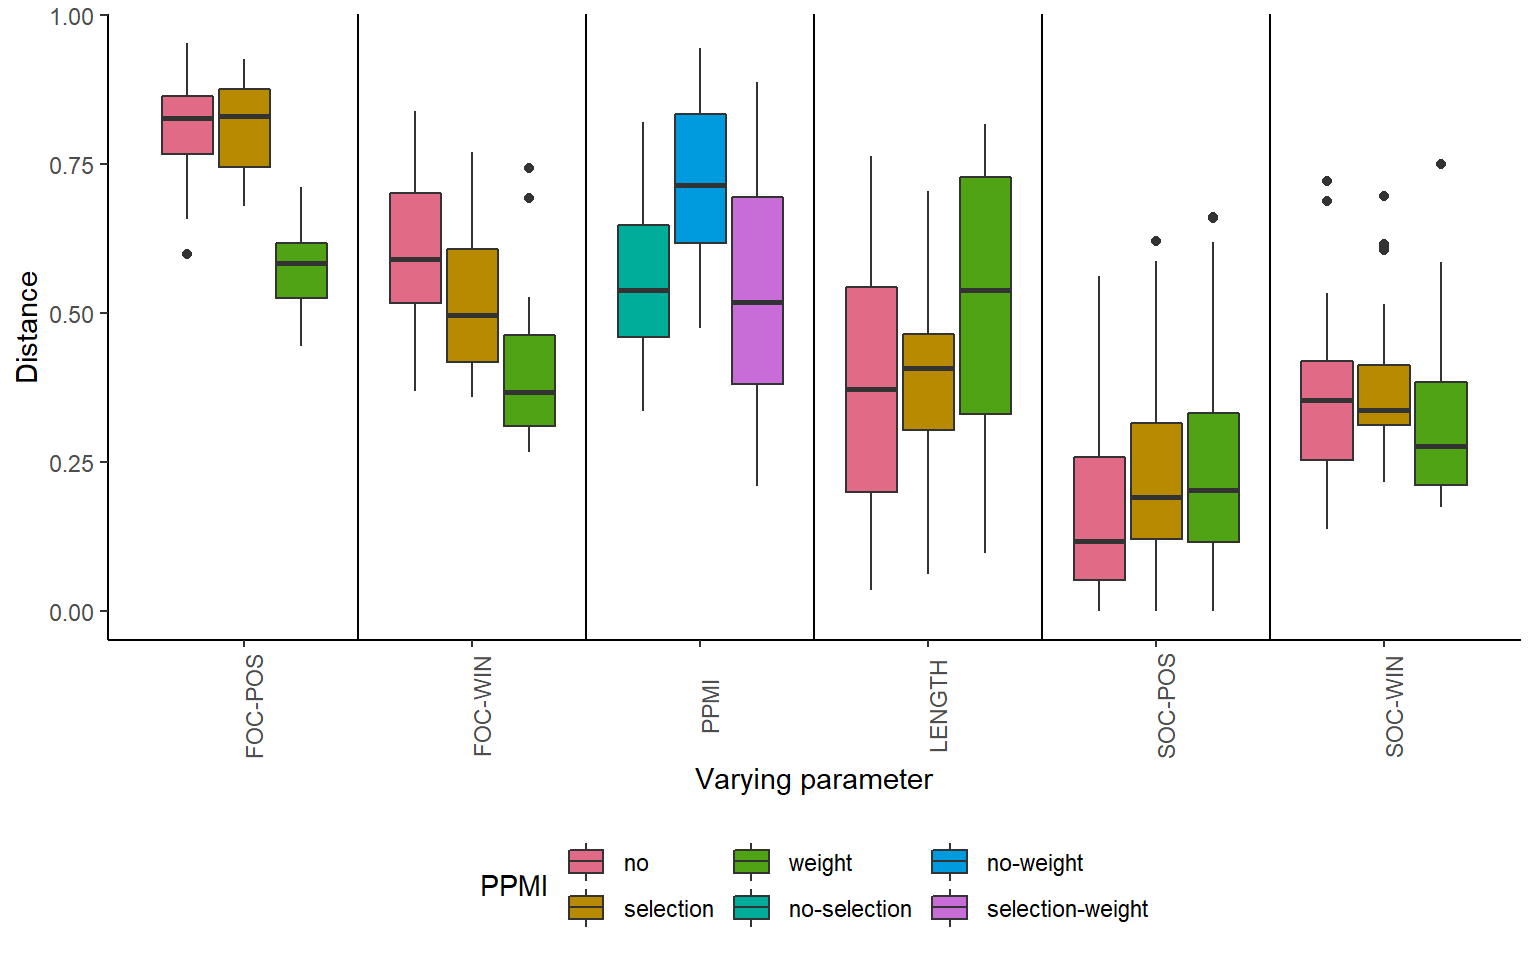 1.00
0.75
0.50
0.25
0.00
Distance
FOC-POS
FOC-WIN
PPMI
LENGTH
SOC-POS
SOC-WIN
Varying parameter
PPMI
no
selection
weight
no-selection
no-weight
selection-weight